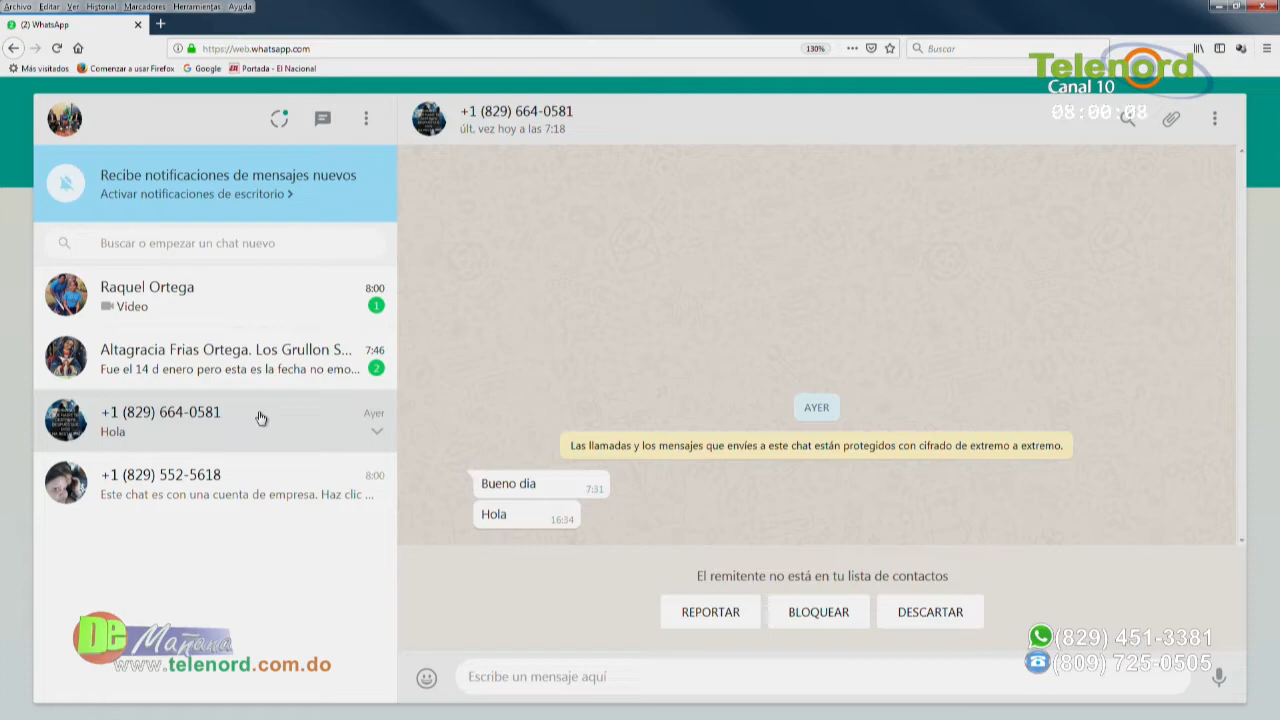 Archivo Editar Ver Historial Marcadores Herramientas Ayuda
(2) WhatsApp
https://web.whatsapp.com
130%
Buscar
Más visitados Comenzar a usar Firefox Google Portada - El Nacional
Telenord
Canal 10
08:00:08
+1 (829) 664-0581
últ. vez hoy a las 7:18
Recibe notificaciones de mensajes nuevos
Activar notificaciones de escritorio >
Buscar o empezar un chat nuevo
Raquel Ortega 8:00
Video 1
Altagracia Frias Ortega. Los Grullon S... 7:46
Fue el 14 d enero pero esta es la fecha no emo... 2
+1 (829) 664-0581 Ayer
Hola
+1 (829) 552-5618 8:00
Este chat es con una cuenta de empresa. Haz clic ...
AYER
Las llamadas y los mensajes que envíes a este chat están protegidos con cifrado de extremo a extremo.
Bueno dia 7:31
Hola 16:34
El remitente no está en tu lista de contactos
REPORTAR BLOQUEAR DESCARTAR
Escribe un mensaje aquí
De Mañana
www.telenord.com.do
(829) 451-3381
(809) 725-0505